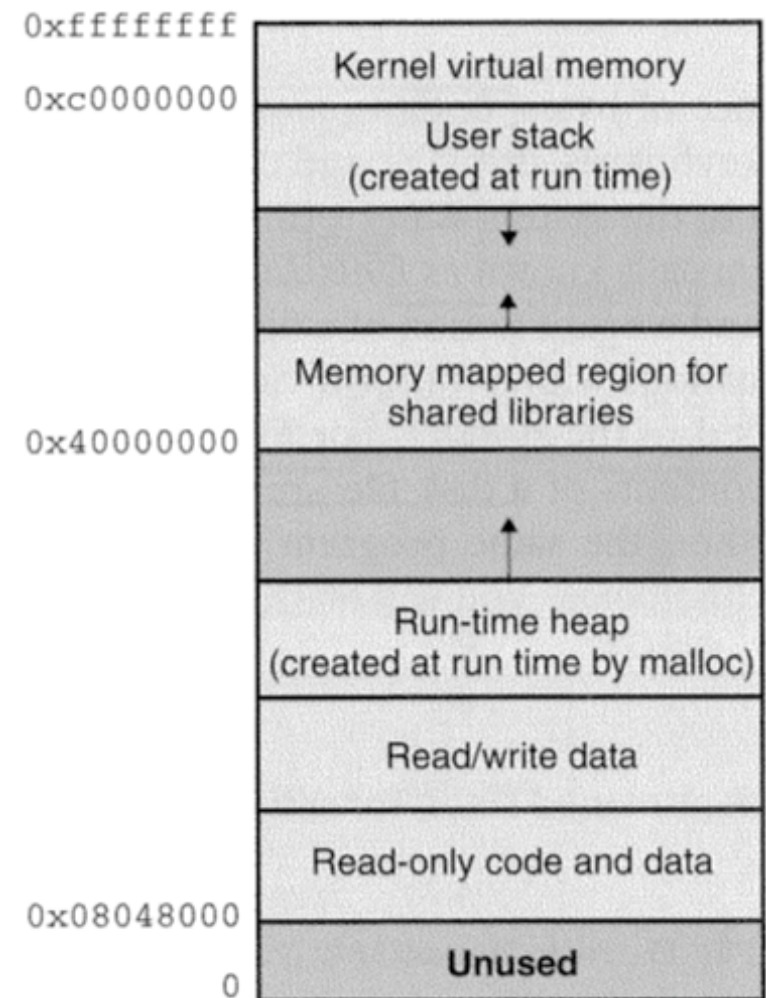 0xffffffff
Kernel virtual memory
0xc0000000
User stack
(created at run time)
Memory mapped region for
shared libraries
0x40000000
Run-time heap
(created at run time by malloc)
Read/write data
Read-only code and data
0x08048000
Unused
0